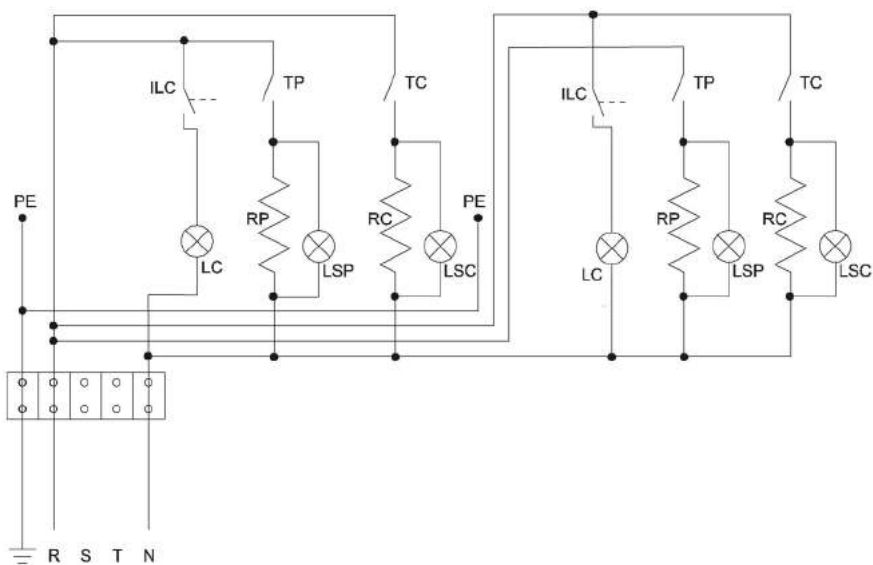 ILC TP TC ILC TP TC
PE RP RC PE RP RC
LC LSP LSC LC LSP LSC
R S T N